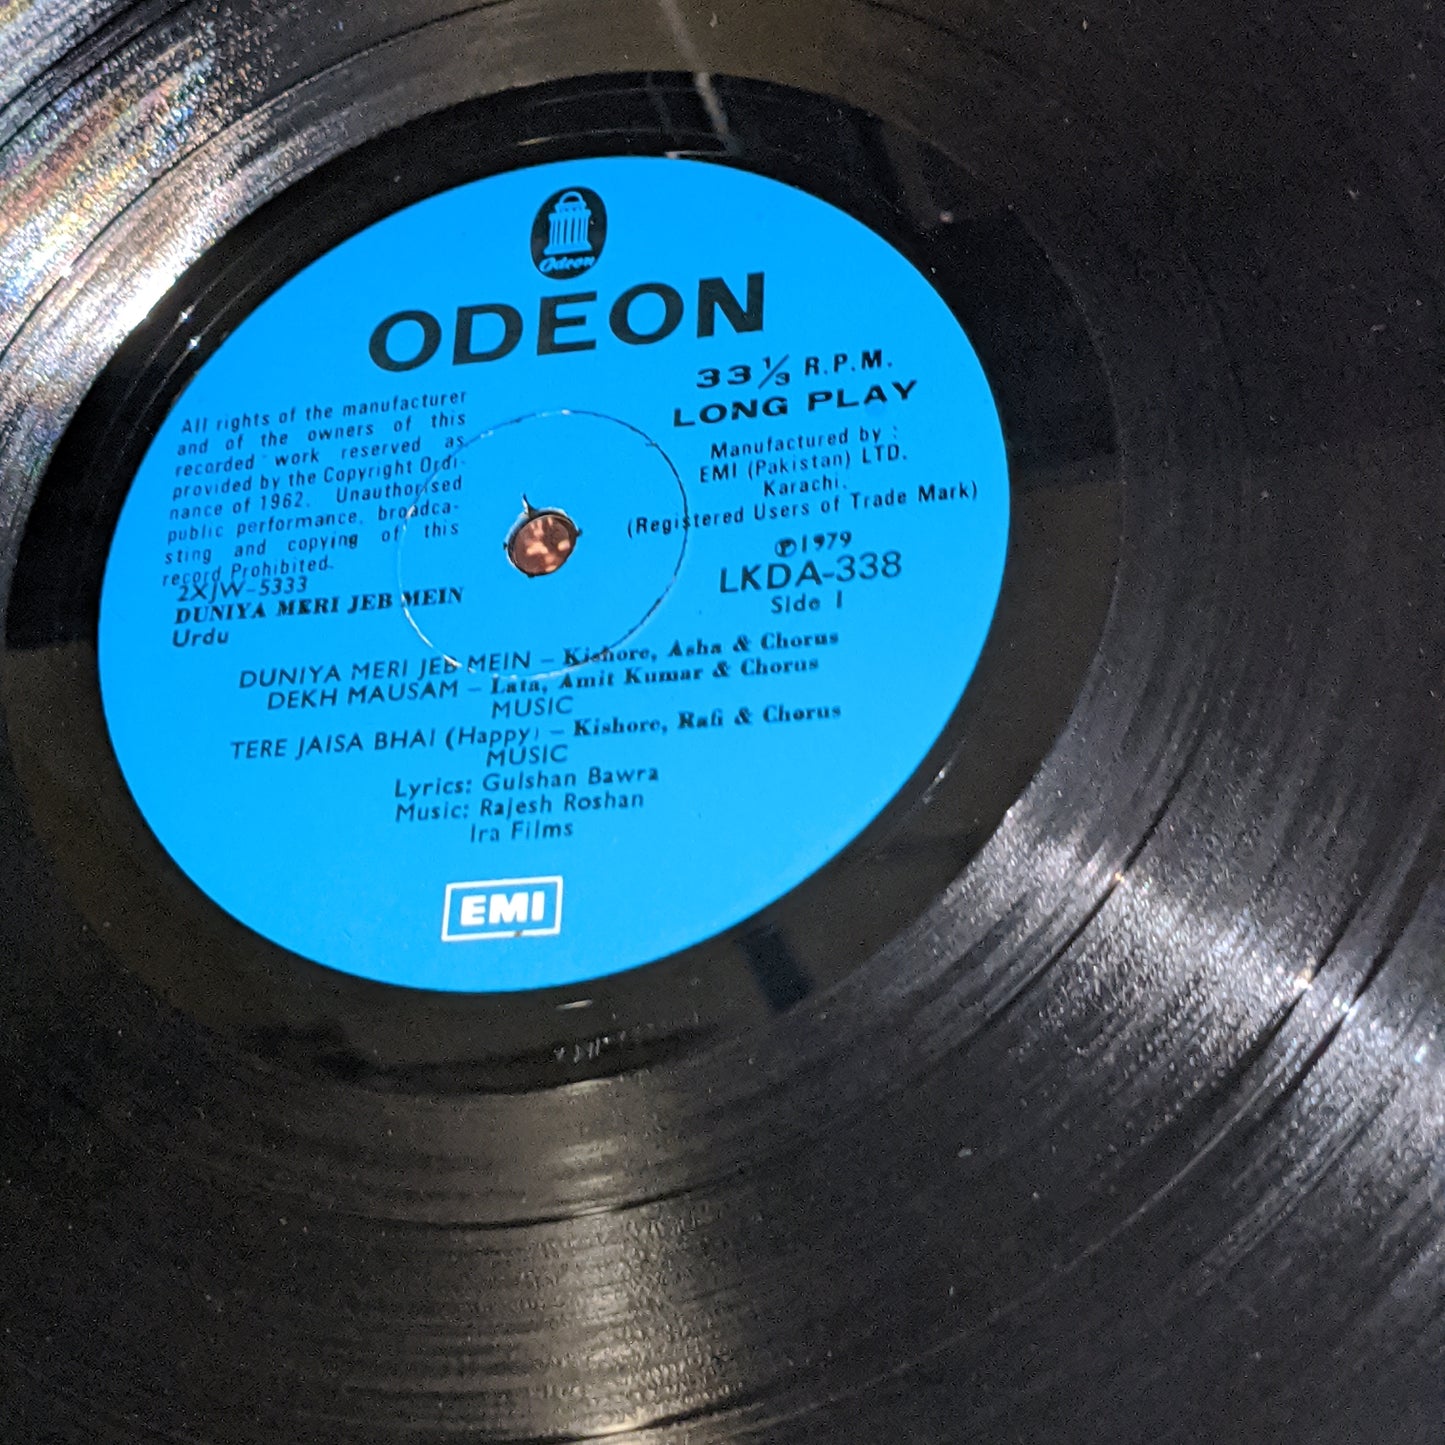 Odeon
ODEON
33 1/3 R.P.M.
LONG PLAY
All rights of the manufacturer
and of the owners of this
recorded work reserved as
provided by the Copyright Ordi-
nance of 1962. Unauthorised
public performance, broadca-
sting and copying of this
record Prohibited.
2XJW-5333
DUNIYA MERI JEB MEIN
Urdu
Manufactured by :
EMI (Pakistan) LTD.
Karachi.
(Registered Users of Trade Mark)
Ⓟ1979
LKDA-338
Side 1
DUNIYA MERI JEB MEIN – Kishore, Asha & Chorus
DEKH MAUSAM – Lata, Amit Kumar & Chorus
MUSIC
TERE JAISA BHAI (Happy) – Kishore, Rafi & Chorus
MUSIC
Lyrics: Gulshan Bawra
Music: Rajesh Roshan
Ira Films
EMI